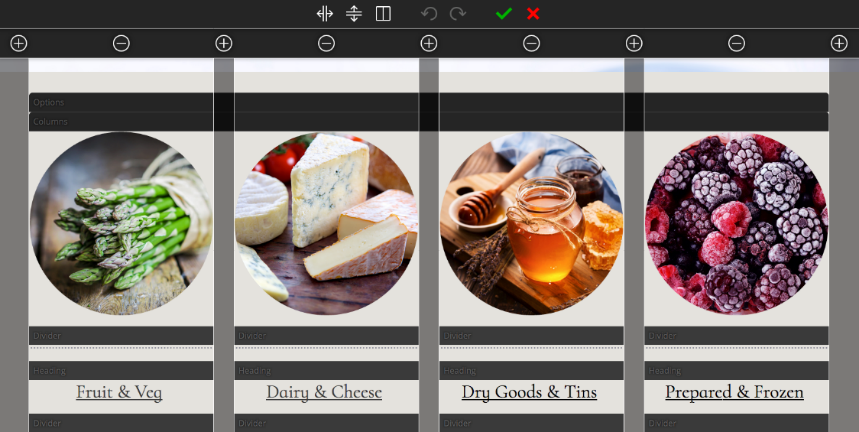 Options
Columns
Divider Divider Divider Divider
Heading Heading Heading Heading
Fruit & Veg Dairy & Cheese Dry Goods & Tins Prepared & Frozen
Divider Divider Divider Divider